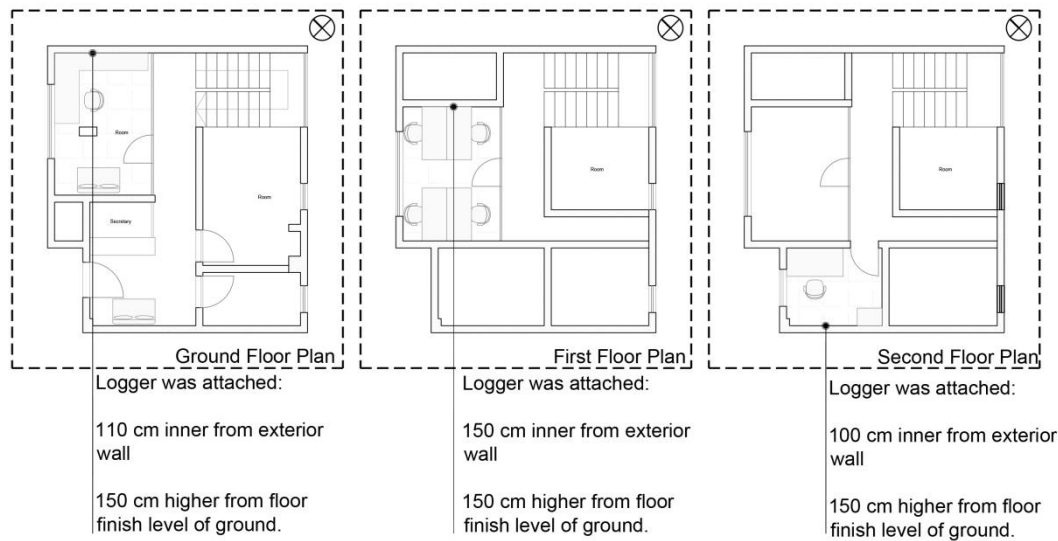 Room
Room
Secretary
Ground Floor Plan
Logger was attached:
110 cm inner from exterior
wall
150 cm higher from floor
finish level of ground.
Room
First Floor Plan
Logger was attached:
150 cm inner from exterior
wall
150 cm higher from floor
finish level of ground.
Room
Second Floor Plan
Logger was attached:
100 cm inner from exterior
wall
150 cm higher from floor
finish level of ground.